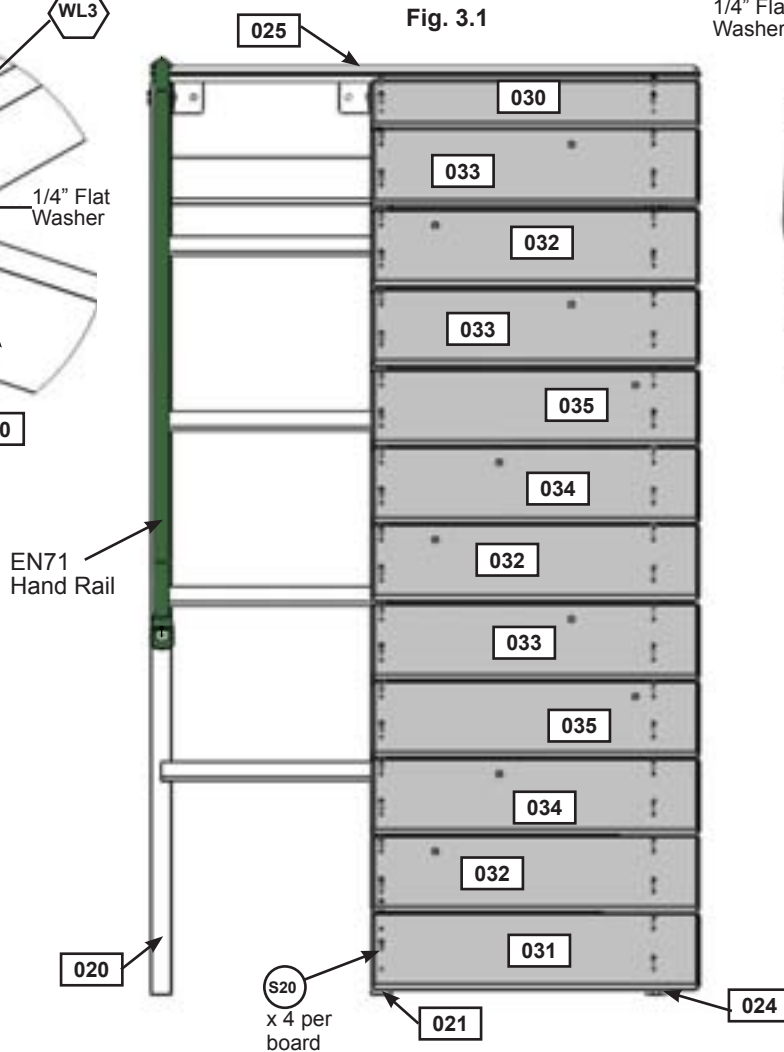 WL3
025
Fig. 3.1
1/4” Fla
Washer
030
1/4” Flat
Washer
033
032
033
035
0
034
EN71
Hand Rail
032
033
035
034
032
031
020
S20
x 4 per
board
021
024